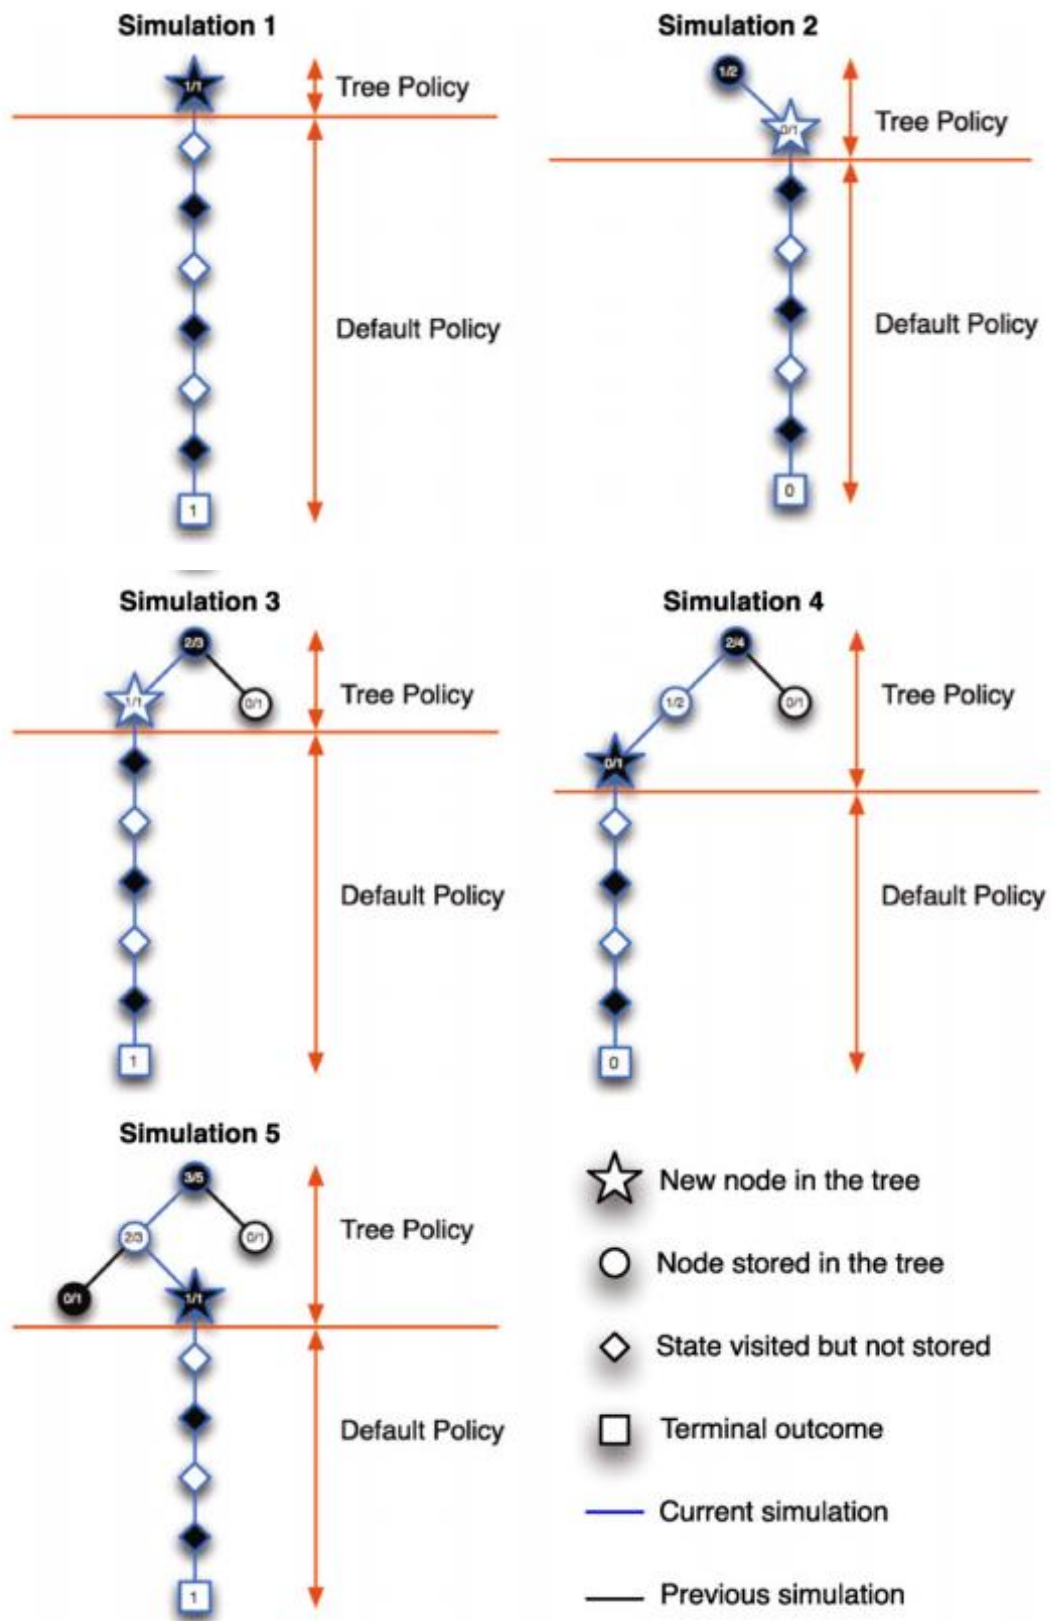 Simulation 1
1/1
Tree Policy
Default Policy
1
Simulation 2
1/2
0/1
Tree Policy
Default Policy
0
Simulation 3
2/3
1/1
0/1
Tree Policy
Default Policy
1
Simulation 4
2/4
1/2
0/1
0/1
Tree Policy
Default Policy
0
Simulation 5
3/5
2/3
0/1
0/1
1/1
Tree Policy
Default Policy
1
New node in the tree
Node stored in the tree
State visited but not stored
Terminal outcome
Current simulation
Previous simulation